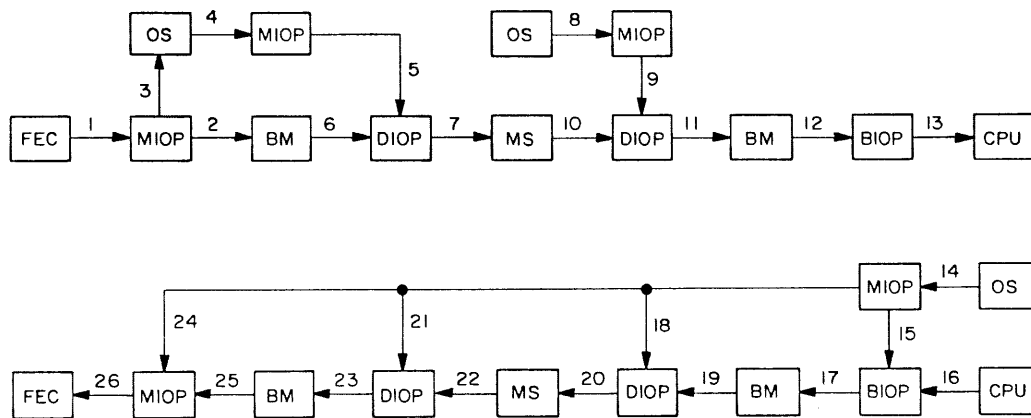 4 8
OS MIOP OS MIOP
3 5 9
1 2 6 7 10 11 12 13
FEC MIOP BM DIOP MS DIOP BM BIOP CPU
14
MIOP OS
24 21 18 15
26 25 23 22 20 19 17 16
FEC MIOP BM DIOP MS DIOP BM BIOP CPU